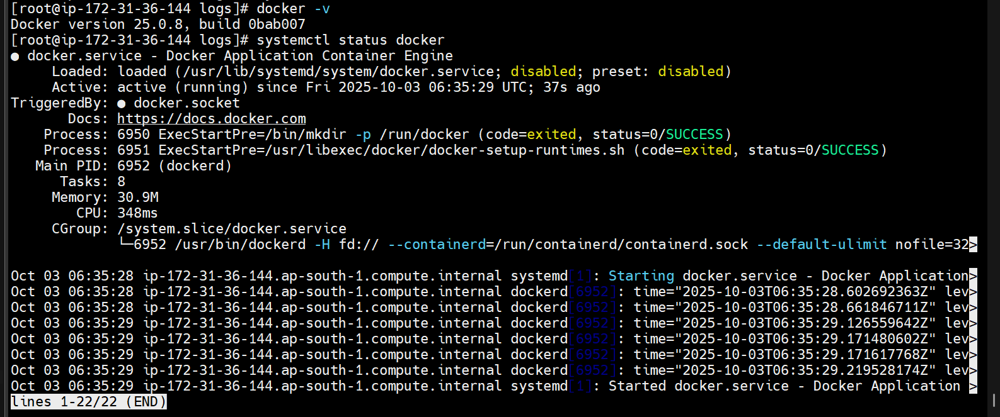 [root@ip-172-31-36-144 logs]# docker -v
Docker version 25.0.8, build 0bab007
[root@ip-172-31-36-144 logs]# systemctl status docker
● docker.service - Docker Application Container Engine
     Loaded: loaded (/usr/lib/systemd/system/docker.service; disabled; preset: disabled)
     Active: active (running) since Fri 2025-10-03 06:35:29 UTC; 37s ago
TriggeredBy: ● docker.socket
       Docs: https://docs.docker.com
    Process: 6950 ExecStartPre=/bin/mkdir -p /run/docker (code=exited, status=0/SUCCESS)
    Process: 6951 ExecStartPre=/usr/libexec/docker/docker-setup-runtimes.sh (code=exited, status=0/SUCCESS)
   Main PID: 6952 (dockerd)
      Tasks: 8
     Memory: 30.9M
        CPU: 348ms
     CGroup: /system.slice/docker.service
             └─6952 /usr/bin/dockerd -H fd:// --containerd=/run/containerd/containerd.sock --default-ulimit nofile=32>

Oct 03 06:35:28 ip-172-31-36-144.ap-south-1.compute.internal systemd[1]: Starting docker.service - Docker Application>
Oct 03 06:35:28 ip-172-31-36-144.ap-south-1.compute.internal dockerd[6952]: time="2025-10-03T06:35:28.602692363Z" lev>
Oct 03 06:35:28 ip-172-31-36-144.ap-south-1.compute.internal dockerd[6952]: time="2025-10-03T06:35:28.661846711Z" lev>
Oct 03 06:35:29 ip-172-31-36-144.ap-south-1.compute.internal dockerd[6952]: time="2025-10-03T06:35:29.126559642Z" lev>
Oct 03 06:35:29 ip-172-31-36-144.ap-south-1.compute.internal dockerd[6952]: time="2025-10-03T06:35:29.171480602Z" lev>
Oct 03 06:35:29 ip-172-31-36-144.ap-south-1.compute.internal dockerd[6952]: time="2025-10-03T06:35:29.171617768Z" lev>
Oct 03 06:35:29 ip-172-31-36-144.ap-south-1.compute.internal dockerd[6952]: time="2025-10-03T06:35:29.219528174Z" lev>
Oct 03 06:35:29 ip-172-31-36-144.ap-south-1.compute.internal systemd[1]: Started docker.service - Docker Application >
lines 1-22/22 (END)